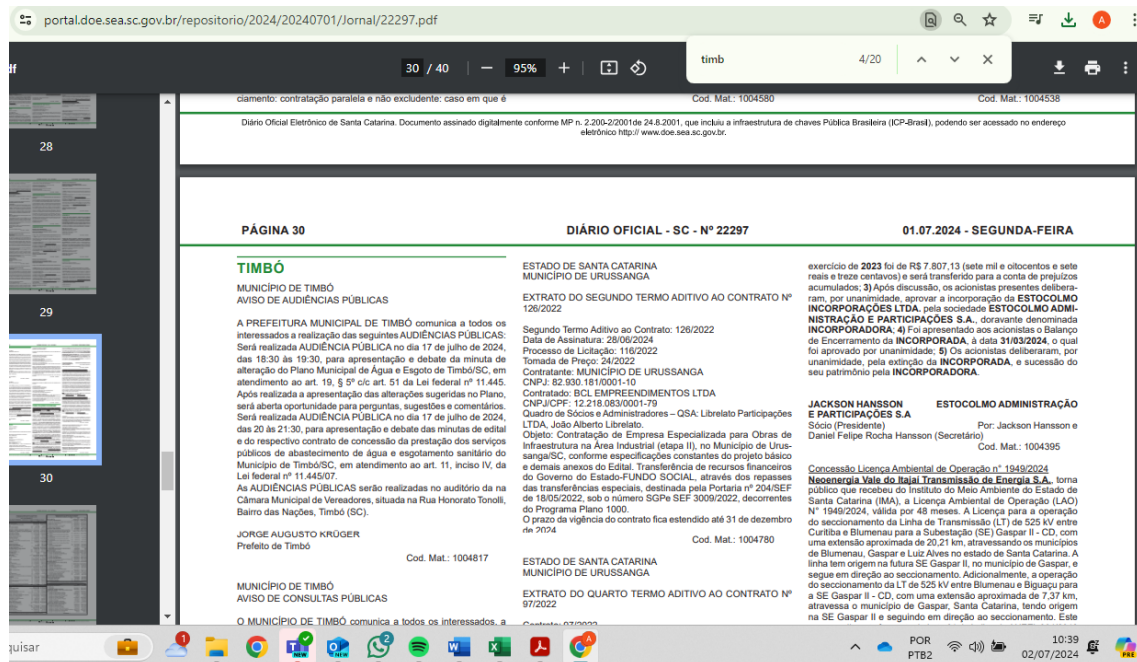 portal.doe.sea.sc.gov.br/repositorio/2024/20240701/Jornal/22297.pdf
A
df
30 / 40
95%
timb
4/20
28
29
30
ciamento: contratação paralela e não excludente: caso em que é
Cod. Mat.: 1004580
Cod. Mat.: 1004538
Diário Oficial Eletrônico de Santa Catarina. Documento assinado digitalmente conforme MP n. 2.200-2/2001de 24.8.2001, que incluiu a infraestrutura de chaves Pública Brasileira (ICP-Brasil), podendo ser acessado no endereço
eletrônico http:// www.doe.sea.sc.gov.br.
PÁGINA 30
DIÁRIO OFICIAL - SC - Nº 22297
01.07.2024 - SEGUNDA-FEIRA
TIMBÓ
MUNICÍPIO DE TIMBÓ
AVISO DE AUDIÊNCIAS PÚBLICAS
A PREFEITURA MUNICIPAL DE TIMBÓ comunica a todos os
interessados a realização das seguintes AUDIÊNCIAS PÚBLICAS:
Será realizada AUDIÊNCIA PÚBLICA no dia 17 de julho de 2024,
das 18:30 às 19:30, para apresentação e debate da minuta de
alteração do Plano Municipal de Água e Esgoto de Timbó/SC, em
atendimento ao art. 19, § 5º c/c art. 51 da Lei federal nº 11.445.
Após realizada a apresentação das alterações sugeridas no Plano,
será aberta oportunidade para perguntas, sugestões e comentários.
Será realizada AUDIÊNCIA PÚBLICA no dia 17 de julho de 2024,
das 20 às 21:30, para apresentação e debate das minutas de edital
e do respectivo contrato de concessão da prestação dos serviços
públicos de abastecimento de água e esgotamento sanitário do
Município de Timbó/SC, em atendimento ao art. 11, inciso IV, da
Lei federal nº 11.445/07.
As AUDIÊNCIAS PÚBLICAS serão realizadas no auditório da na
Câmara Municipal de Vereadores, situada na Rua Honorato Tonolli,
Bairro das Nações, Timbó (SC).
JORGE AUGUSTO KRÜGER
Prefeito de Timbó
Cod. Mat.: 1004817
MUNICÍPIO DE TIMBÓ
AVISO DE CONSULTAS PÚBLICAS
O MUNICÍPIO DE TIMBÓ comunica a todos os interessados, a
ESTADO DE SANTA CATARINA
MUNICÍPIO DE URUSSANGA
EXTRATO DO SEGUNDO TERMO ADITIVO AO CONTRATO Nº
126/2022
Segundo Termo Aditivo ao Contrato: 126/2022
Data de Assinatura: 28/06/2024
Processo de Licitação: 116/2022
Tomada de Preço: 24/2022
Contratante: MUNICÍPIO DE URUSSANGA
CNPJ: 82.930.181/0001-10
Contratado: BCL EMPREENDIMENTOS LTDA
CNPJ/CPF: 12.218.083/0001-79
Quadro de Sócios e Administradores – QSA: Librelato Participações
LTDA, João Alberto Librelato.
Objeto: Contratação de Empresa Especializada para Obras de
Infraestrutura na Área Industrial (etapa II), no Município de Urus-
sanga/SC, conforme especificações constantes do projeto básico
e demais anexos do Edital. Transferência de recursos financeiros
do Governo do Estado-FUNDO SOCIAL, através dos repasses
das transferências especiais, destinada pela Portaria nº 204/SEF
de 18/05/2022, sob o número SGPe SEF 3009/2022, decorrentes
do Programa Plano 1000.
O prazo da vigência do contrato fica estendido até 31 de dezembro
de 2024
Cod. Mat.: 1004780
ESTADO DE SANTA CATARINA
MUNICÍPIO DE URUSSANGA
EXTRATO DO QUARTO TERMO ADITIVO AO CONTRATO Nº
97/2022
Contrato: 97/2022
exercício de 2023 foi de R$ 7.807,13 (sete mil e oitocentos e sete
reais e treze centavos) e será transferido para a conta de prejuízos
acumulados; 3) Após discussão, os acionistas presentes delibera-
ram, por unanimidade, aprovar a incorporação da ESTOCOLMO
INCORPORAÇÕES LTDA. pela sociedade ESTOCOLMO ADMI-
NISTRAÇÃO E PARTICIPAÇÕES S.A., doravante denominada
INCORPORADORA; 4) Foi apresentado aos acionistas o Balanço
de Encerramento da INCORPORADA, à data 31/03/2024, o qual
foi aprovado por unanimidade; 5) Os acionistas deliberaram, por
unanimidade, pela extinção da INCORPORADA, e sucessão do
seu patrimônio pela INCORPORADORA.
JACKSON HANSSON ESTOCOLMO ADMINISTRAÇÃO
E PARTICIPAÇÕES S.A
Sócio (Presidente) Por: Jackson Hansson e
Daniel Felipe Rocha Hansson (Secretário)
Cod. Mat.: 1004395
Concessão Licença Ambiental de Operação n° 1949/2024
Neoenergia Vale do Itajaí Transmissão de Energia S.A., torna
público que recebeu do Instituto do Meio Ambiente do Estado de
Santa Catarina (IMA), a Licença Ambiental de Operação (LAO)
N° 1949/2024, válida por 48 meses. A Licença para a operação
do seccionamento da Linha de Transmissão (LT) de 525 kV entre
Curitiba e Blumenau para a Subestação (SE) Gaspar II - CD, com
uma extensão aproximada de 20,21 km, atravessando os municípios
de Blumenau, Gaspar e Luiz Alves no estado de Santa Catarina. A
linha tem origem na futura SE Gaspar II, no município de Gaspar, e
segue em direção ao seccionamento. Adicionalmente, a operação
do seccionamento da LT de 525 kV entre Blumenau e Biguaçu para
a SE Gaspar II - CD, com uma extensão aproximada de 7,37 km,
atravessa o município de Gaspar, Santa Catarina, tendo origem
na SE Gaspar II e seguindo em direção ao seccionamento. Este
quisar
NEW
NEW
2
POR
PTB2
10:39
02/07/2024
PRE